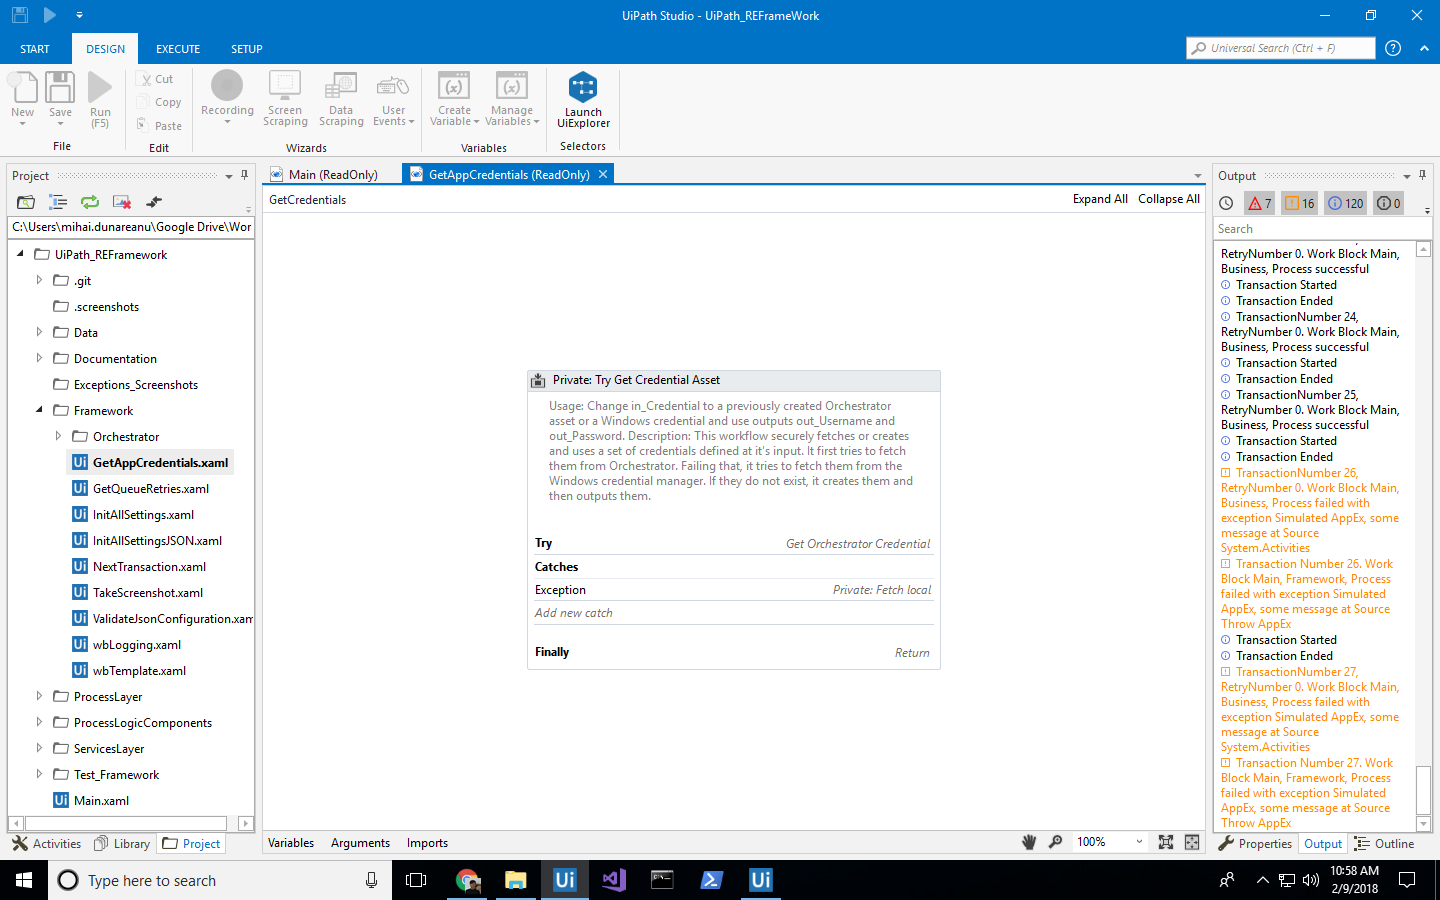 UiPath Studio - UiPath_REFrameWork
START
DESIGN
EXECUTE
SETUP
Universal Search (Ctrl + F)
New
Save
Run
(F5)
File
Cut
Copy
Paste
Edit
Recording
Screen
Scraping
Data
Scraping
User
Events
Wizards
Create
Variable
Manage
Variables
Variables
Launch
UiExplorer
Selectors
Project
C:\Users\mihai.dunareanu\Google Drive\Wor
UiPath_REFramework
.git
.screenshots
Data
Documentation
Exceptions_Screenshots
Framework
Orchestrator
GetAppCredentials.xaml
GetQueueRetries.xaml
InitAllSettings.xaml
InitAllSettingsJSON.xaml
NextTransaction.xaml
TakeScreenshot.xaml
ValidateJsonConfiguration.xam
wbLogging.xaml
wbTemplate.xaml
ProcessLayer
ProcessLogicComponents
ServicesLayer
Test_Framework
Main.xaml
Activities
Library
Project
Main (ReadOnly)
GetAppCredentials (ReadOnly)
GetCredentials
Expand All
Collapse All
Private: Try Get Credential Asset
Usage: Change in_Credential to a previously created Orchestrator
asset or a Windows credential and use outputs out_Username and
out_Password. Description: This workflow securely fetches or creates
and uses a set of credentials defined at it's input. It first tries to fetch
them from Orchestrator. Failing that, it tries to fetch them from the
Windows credential manager. If they do not exist, it creates them and
then outputs them.
Try
Get Orchestrator Credential
Catches
Exception
Private: Fetch local
Add new catch
Finally
Return
Variables
Arguments
Imports
100%
Output
7
16
120
0
Search
RetryNumber 0. Work Block Main,
Business, Process successful
Transaction Started
Transaction Ended
TransactionNumber 24,
RetryNumber 0. Work Block Main,
Business, Process successful
Transaction Started
Transaction Ended
TransactionNumber 25,
RetryNumber 0. Work Block Main,
Business, Process successful
Transaction Started
Transaction Ended
TransactionNumber 26,
RetryNumber 0. Work Block Main,
Business, Process failed with
exception Simulated AppEx, some
message at Source
System.Activities
Transaction Number 26. Work
Block Main, Framework, Process
failed with exception Simulated
AppEx, some message at Source
Throw AppEx
Transaction Started
Transaction Ended
TransactionNumber 27,
RetryNumber 0. Work Block Main,
Business, Process failed with
exception Simulated AppEx, some
message at Source
System.Activities
Transaction Number 27. Work
Block Main, Framework, Process
failed with exception Simulated
AppEx, some message at Source
Throw AppEx
Properties
Output
Outline
Type here to search
10:58 AM
2/9/2018